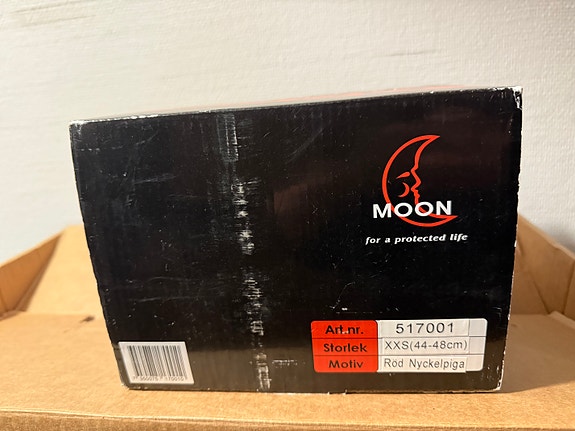 MOON
for a protected life
Art.nr. 517001
Storlek XXS(44-48cm)
Motiv Röd Nyckelpiga